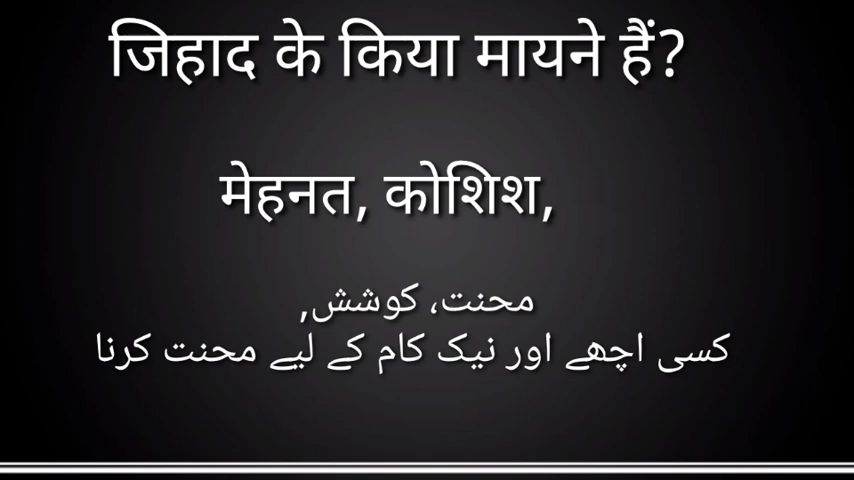 जिहाद के किया मायने हैं?
मेहनत, कोशिश,
محنت، کوشش,
کسی اچھے اور نیک کام کے لیے محنت کرنا